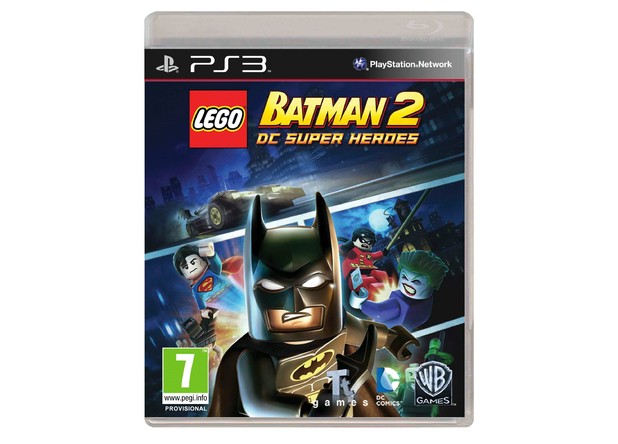 PS3
PlayStation®Network
LEGO
BATMAN 2
DC SUPER HEROES
7
www.pegi.info
PROVISIONAL
Tt
games
DC
COMICS
WB
GAMES